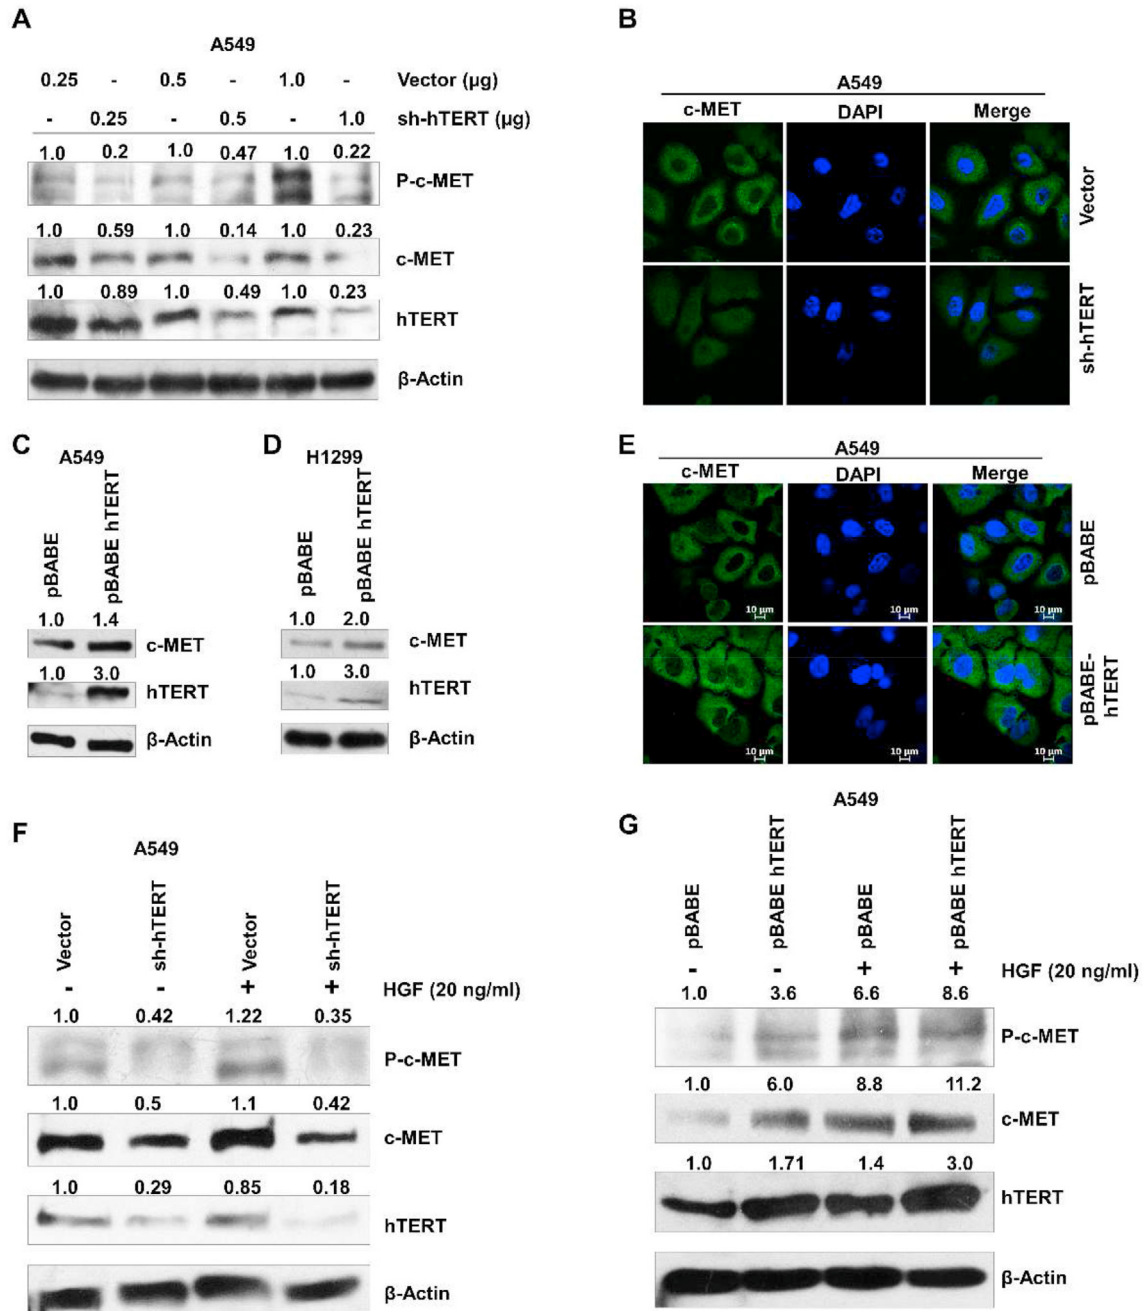 A
A549
0.25 - 0.5 - 1.0 - Vector (µg)
- 0.25 - 0.5 - 1.0 sh-hTERT (µg)
1.0 0.2 1.0 0.47 1.0 0.22
P-c-MET
1.0 0.59 1.0 0.14 1.0 0.23
c-MET
1.0 0.89 1.0 0.49 1.0 0.23
hTERT
β-Actin
B
A549
c-MET DAPI Merge
Vector
sh-hTERT
C
A549
pBABE
pBABE hTERT
1.0 1.4
c-MET
1.0 3.0
hTERT
β-Actin
D
H1299
pBABE
pBABE hTERT
1.0 2.0
c-MET
1.0 3.0
hTERT
β-Actin
E
A549
c-MET DAPI Merge
pBABE
10 µm 10 µm 10 µm
pBABE-
hTERT
10 µm 10 µm 10 µm
F
A549
Vector
sh-hTERT
Vector
sh-hTERT
- - + + HGF (20 ng/ml)
1.0 0.42 1.22 0.35
P-c-MET
1.0 0.5 1.1 0.42
c-MET
1.0 0.29 0.85 0.18
hTERT
β-Actin
G
A549
pBABE
pBABE hTERT
pBABE
pBABE hTERT
- - + + HGF (20 ng/ml)
1.0 3.6 6.6 8.6
P-c-MET
1.0 6.0 8.8 11.2
c-MET
1.0 1.71 1.4 3.0
hTERT
β-Actin